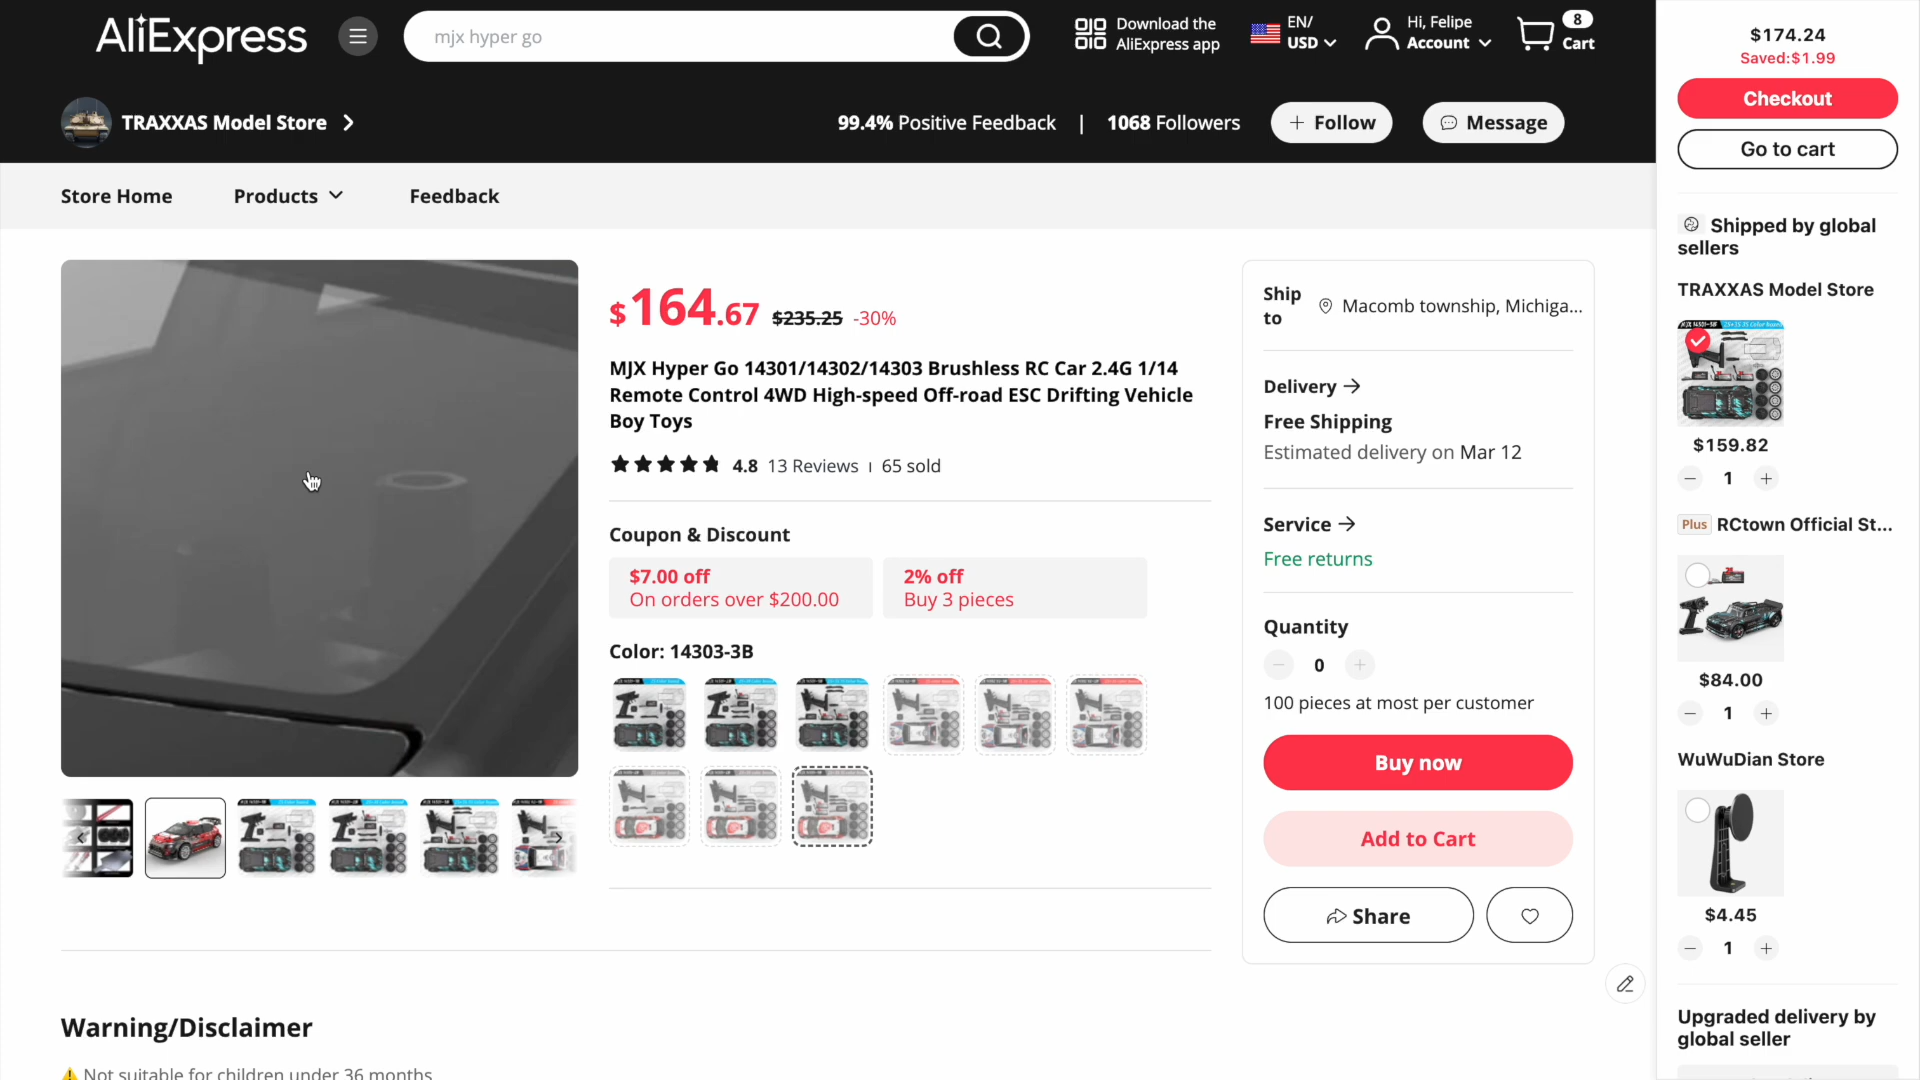 AliExpress
mjx hyper go
Download the
AliExpress app
EN/
USD
Hi, Felipe
Account
8
Cart
TRAXXAS Model Store
99.4% Positive Feedback | 1068 Followers
+ Follow
Message
Store Home
Products
Feedback
$164.67 $235.25 -30%
MJX Hyper Go 14301/14302/14303 Brushless RC Car 2.4G 1/14
Remote Control 4WD High-speed Off-road ESC Drifting Vehicle
Boy Toys
4.8 13 Reviews | 65 sold
Coupon & Discount
$7.00 off
On orders over $200.00
2% off
Buy 3 pieces
Color: 14303-3B
Ship
to
Macomb township, Michiga...
Delivery
Free Shipping
Estimated delivery on Mar 12
Service
Free returns
Quantity
0
100 pieces at most per customer
Buy now
Add to Cart
Share
Warning/Disclaimer
Not suitable for children under 36 months
$174.24
Saved:$1.99
Checkout
Go to cart
Shipped by global
sellers
TRAXXAS Model Store
$159.82
1
Plus RCtown Official St...
$84.00
1
WuWuDian Store
$4.45
1
Upgraded delivery by
global seller